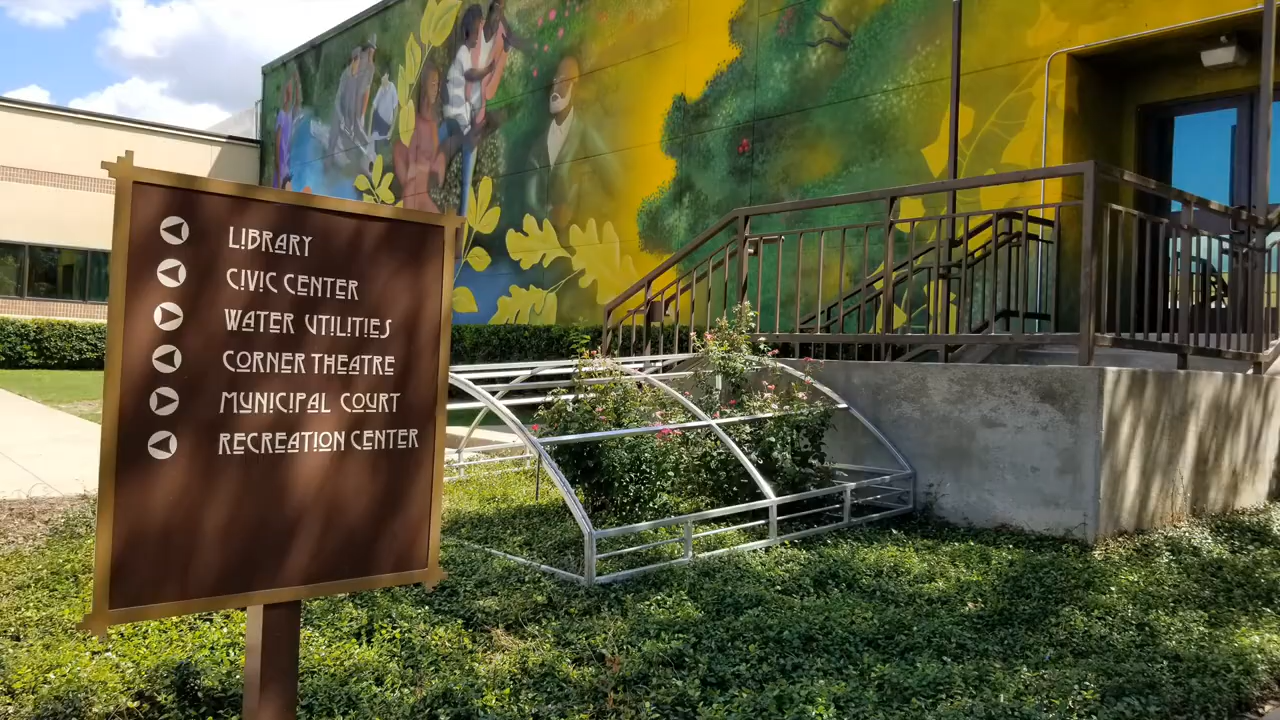 LIBRARY
CIVIC CENTER
WATER UTILITIES
CORNER THEATRE
MUNICIPAL COURT
RECREATION CENTER